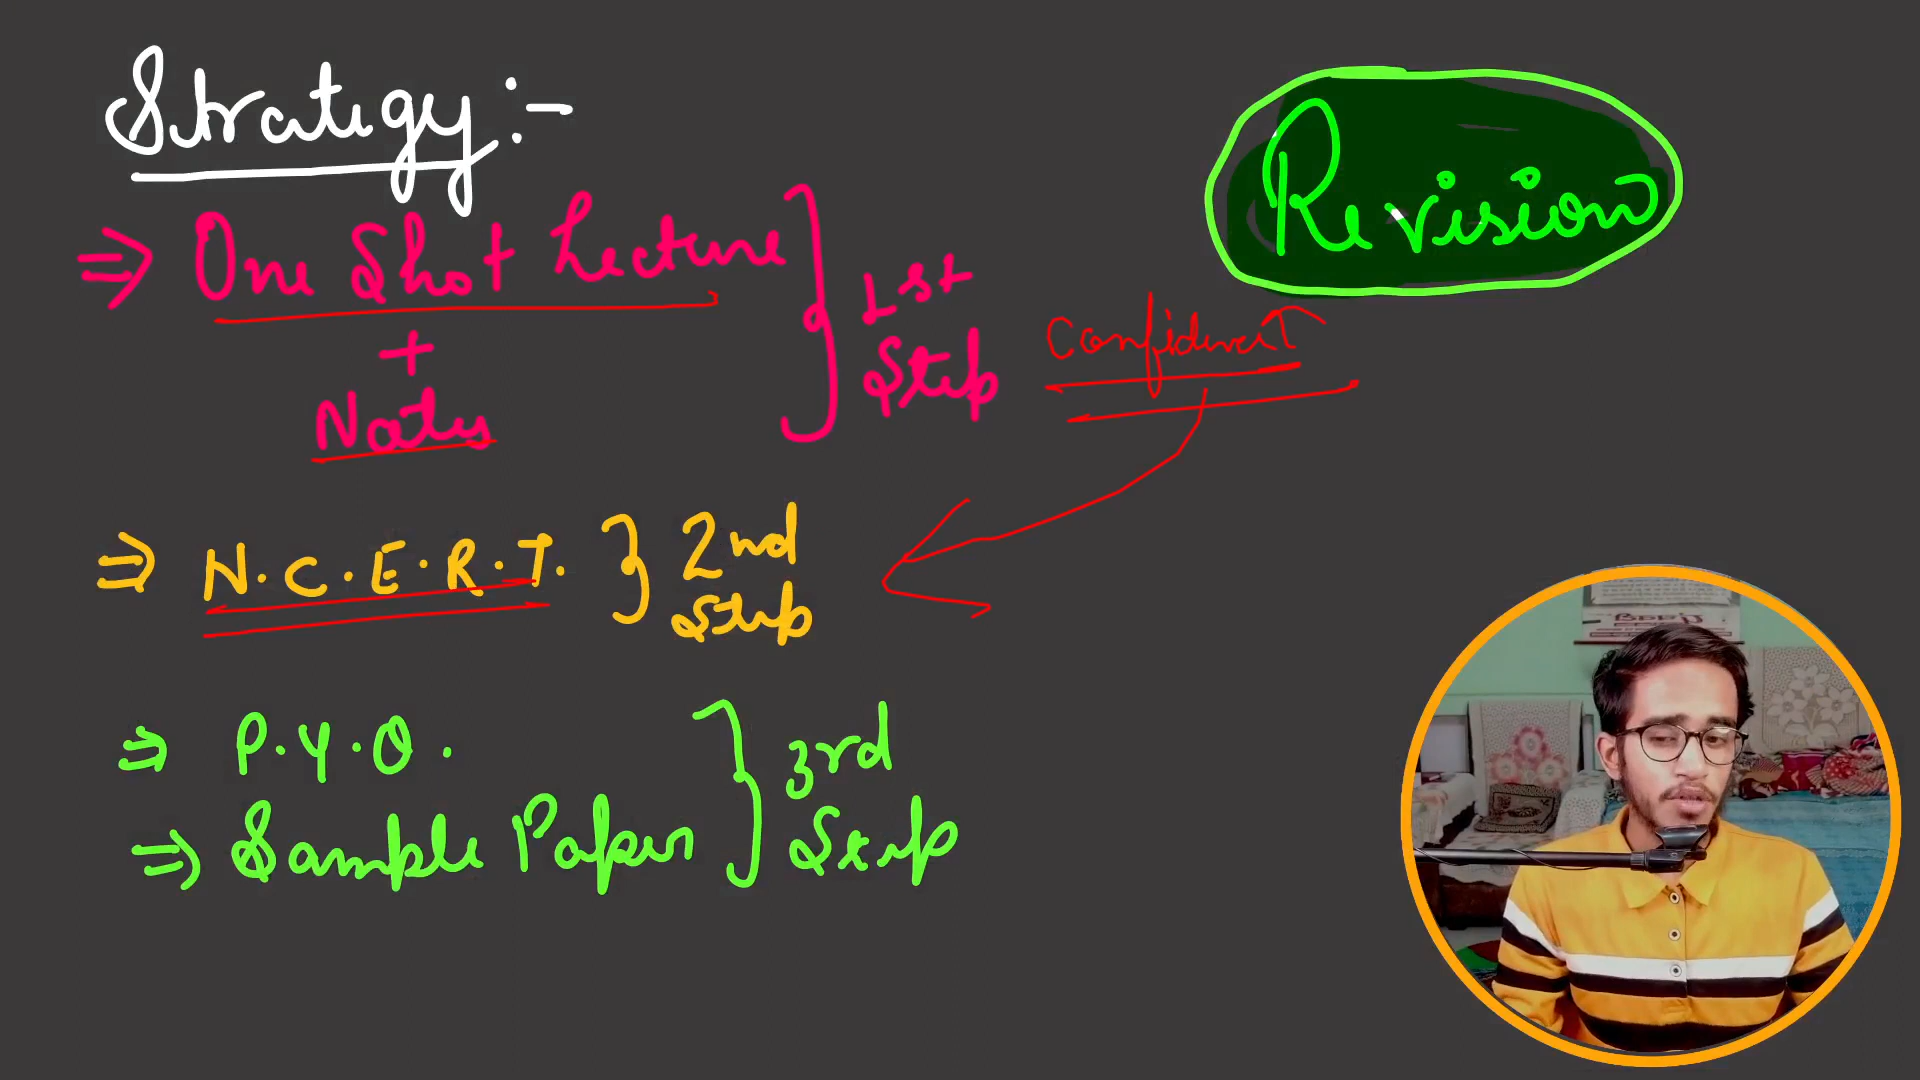 Strategy:-
Revision
⇒ One Shot Lecture
+
Notes
1st
Step
Confident↑
⇒ N.C.E.R.T.
2nd
Step
⇒ P.Y.Q.
⇒ Sample Paper
3rd
Step